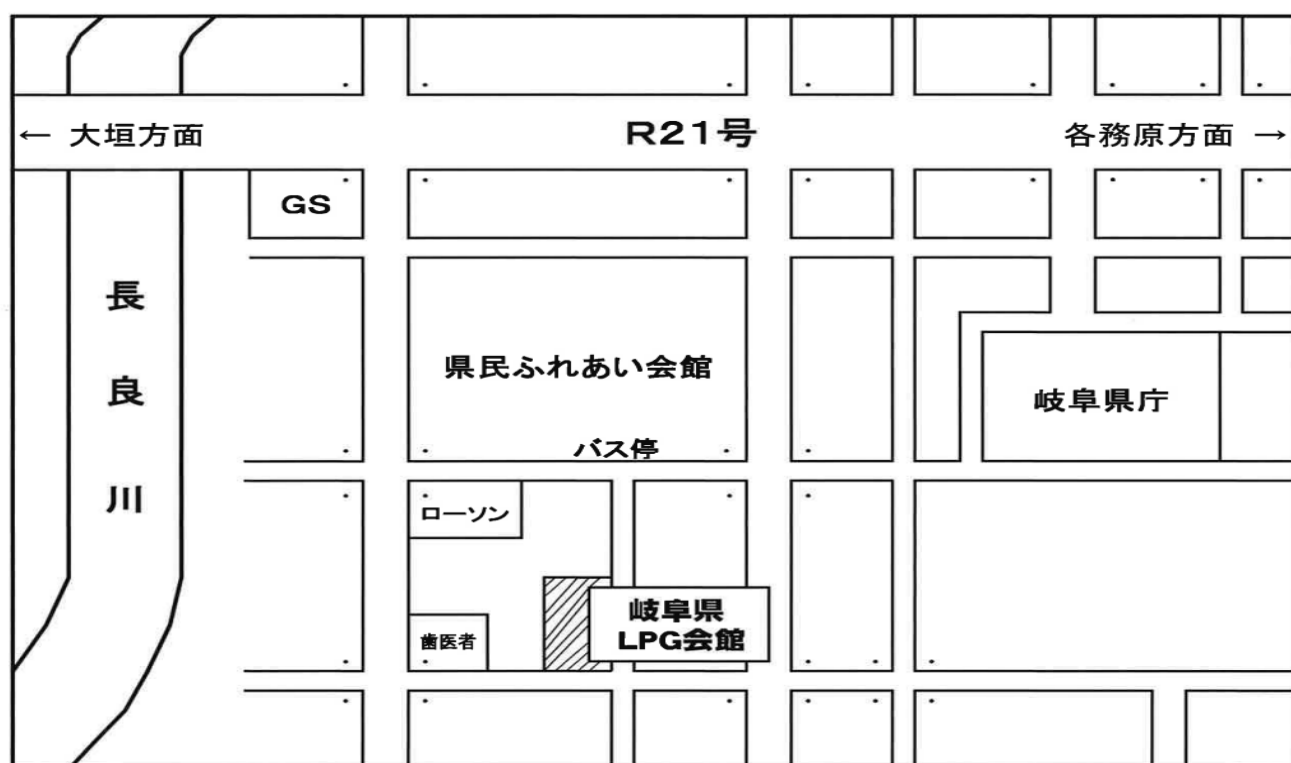 ← 大垣方面
R21号
各務原方面 →
GS
長良川
県民ふれあい会館
岐阜県庁
バス停
ローソン
岐阜県
LPG会館
歯医者